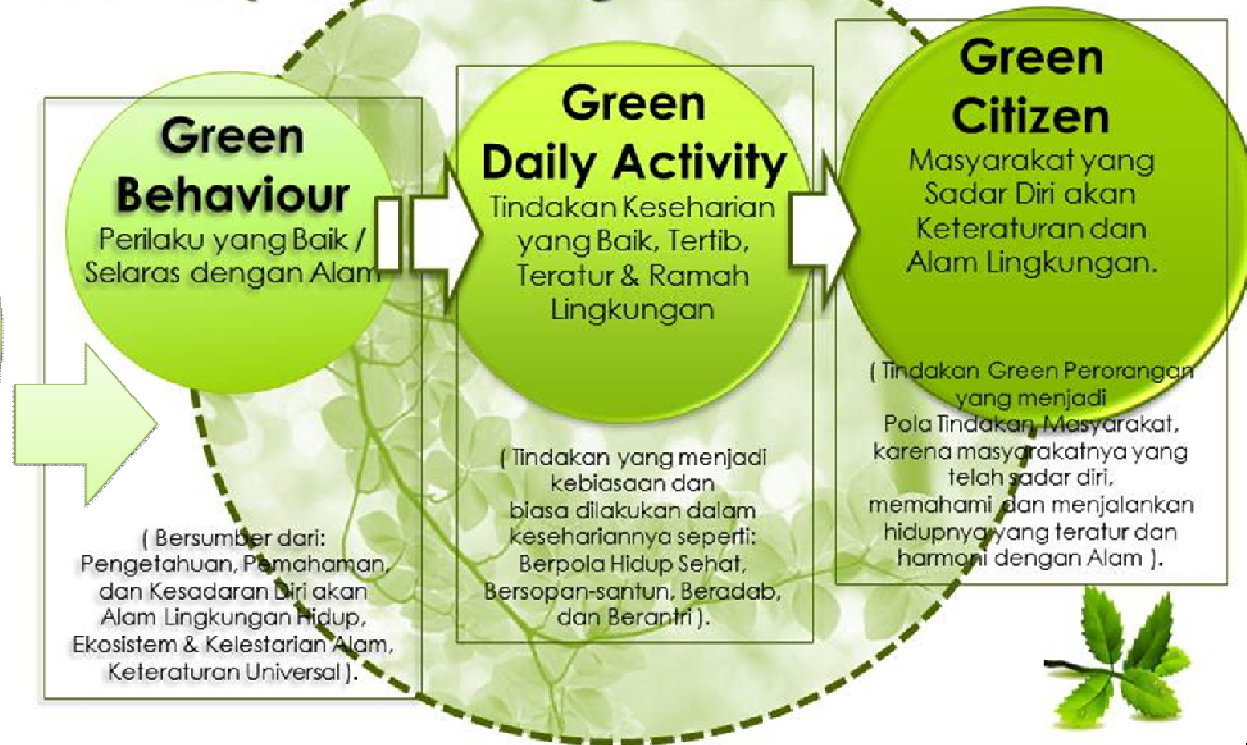 Green
Behaviour
Perilaku yang Baik /
Selaras dengan Alam
( Bersumber dari:
Pengetahuan, Pemahaman,
dan Kesadaran Diri akan
Alam Lingkungan Hidup,
Ekosistem & Kelestarian Alam,
Keteraturan Universal ).
Green
Daily Activity
Tindakan Keseharian
yang Baik, Tertib,
Teratur & Ramah
Lingkungan
( Tindakan yang menjadi
kebiasaan dan
biasa dilakukan dalam
kesehariannya seperti:
Berpola Hidup Sehat,
Bersopan-santun, Beradab,
dan Berantri ).
Green
Citizen
Masyarakat yang
Sadar Diri akan
Keteraturan dan
Alam Lingkungan.
( Tindakan Green Perorangan
yang menjadi
Pola Tindakan Masyarakat,
karena masyarakatnya yang
telah sadar diri,
memahami dan menjalankan
hidupnya yang teratur dan
harmoni dengan Alam ).